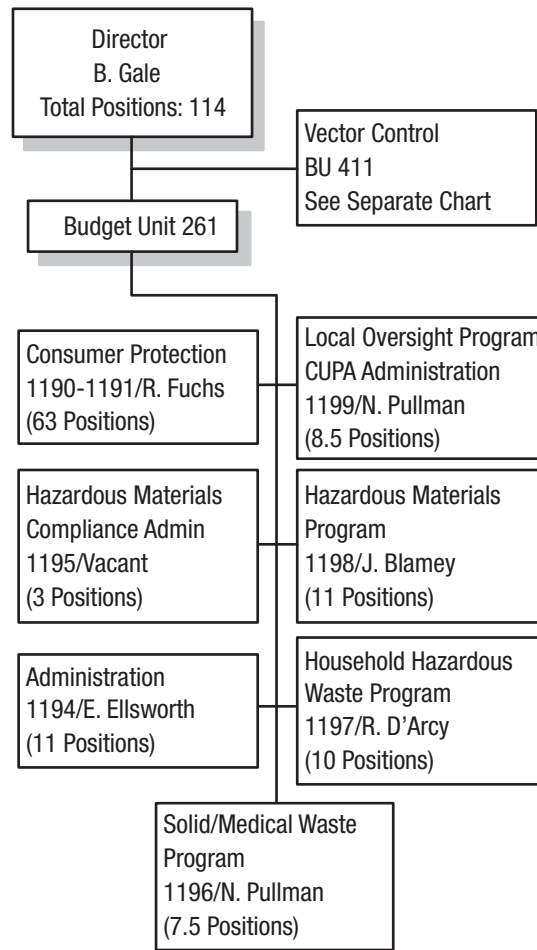 Director
B. Gale
Total Positions: 114
Vector Control
BU 411
See Separate Chart
Budget Unit 261
Consumer Protection
1190-1191/R. Fuchs
(63 Positions)
Local Oversight Program
CUPA Administration
1199/N. Pullman
(8.5 Positions)
Hazardous Materials
Compliance Admin
1195/Vacant
(3 Positions)
Hazardous Materials
Program
1198/J. Blamey
(11 Positions)
Administration
1194/E. Ellsworth
(11 Positions)
Household Hazardous
Waste Program
1197/R. D’Arcy
(10 Positions)
Solid/Medical Waste
Program
1196/N. Pullman
(7.5 Positions)